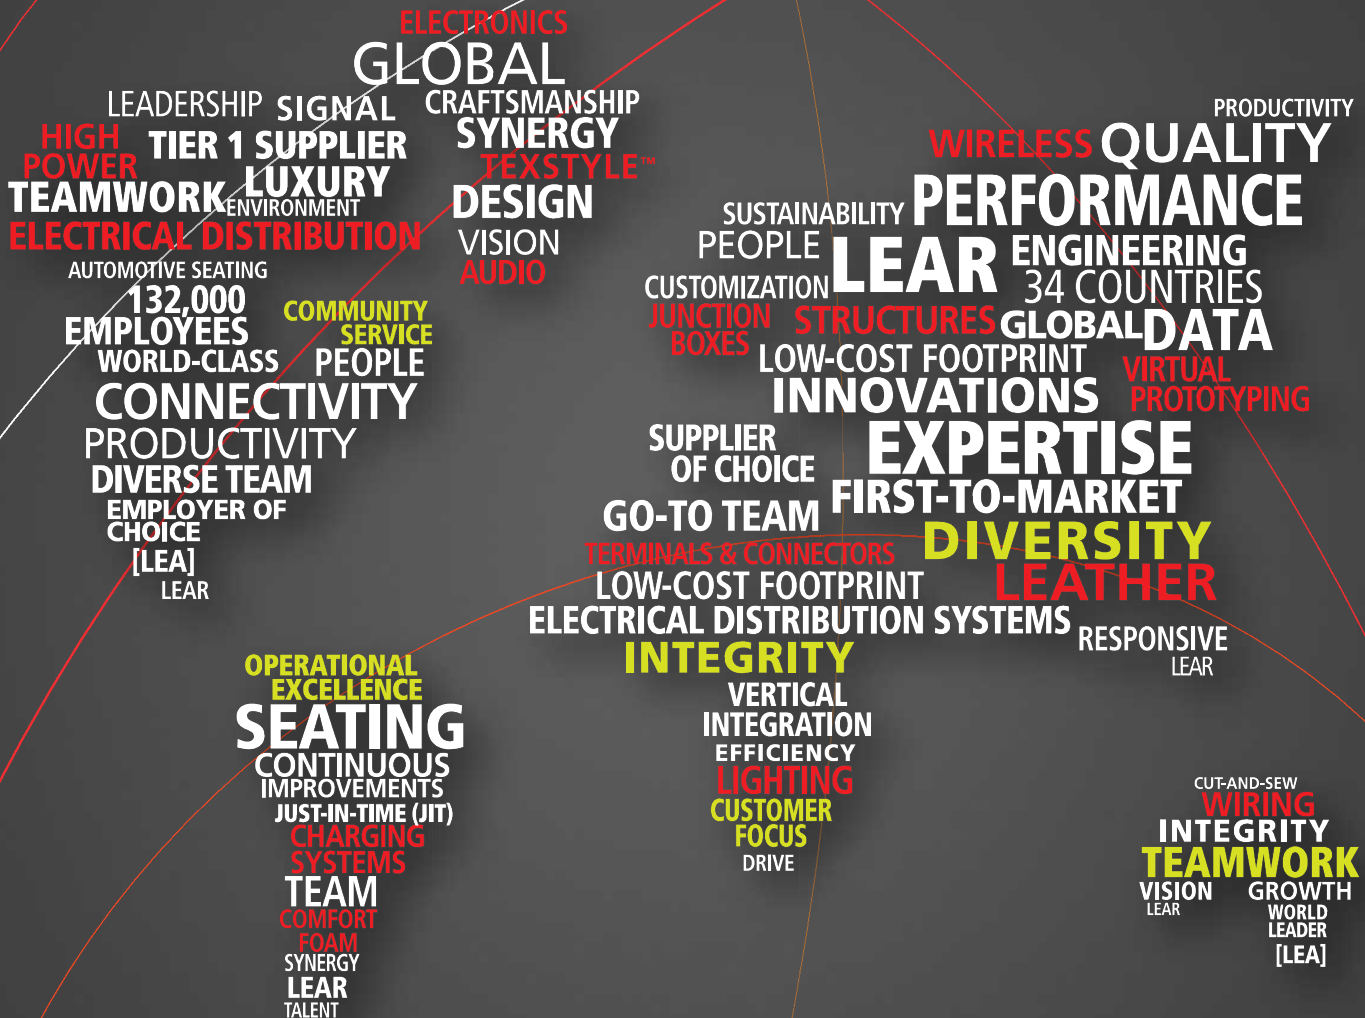 ELECTRONICS
GLOBAL
LEADERSHIP SIGNAL
CRAFTSMANSHIP
HIGH
POWER
TIER 1 SUPPLIER
SYNERGY
TEXSTYLE™
TEAMWORK
LUXURY
ENVIRONMENT
DESIGN
ELECTRICAL DISTRIBUTION
VISION
AUDIO
AUTOMOTIVE SEATING
132,000
EMPLOYEES
COMMUNITY
SERVICE
WORLD-CLASS
PEOPLE
CONNECTIVITY
PRODUCTIVITY
DIVERSE TEAM
EMPLOYER OF
CHOICE
[LEA]
LEAR
OPERATIONAL
EXCELLENCE
SEATING
CONTINUOUS
IMPROVEMENTS
JUST-IN-TIME (JIT)
CHARGING
SYSTEMS
TEAM
COMFORT
FOAM
SYNERGY
LEAR
TALENT
PRODUCTIVITY
WIRELESS QUALITY
SUSTAINABILITY PERFORMANCE
PEOPLE LEAR ENGINEERING
CUSTOMIZATION
34 COUNTRIES
JUNCTION
BOXES
STRUCTURES GLOBAL DATA
LOW-COST FOOTPRINT
VIRTUAL
PROTOTYPING
INNOVATIONS
SUPPLIER
OF CHOICE
EXPERTISE
GO-TO TEAM
FIRST-TO-MARKET
TERMINALS & CONNECTORS
DIVERSITY
LOW-COST FOOTPRINT
LEATHER
ELECTRICAL DISTRIBUTION SYSTEMS
RESPONSIVE
LEAR
INTEGRITY
VERTICAL
INTEGRATION
EFFICIENCY
LIGHTING
CUSTOMER
FOCUS
DRIVE
CUT-AND-SEW
WIRING
INTEGRITY
TEAMWORK
VISION GROWTH
LEAR
WORLD
LEADER
[LEA]